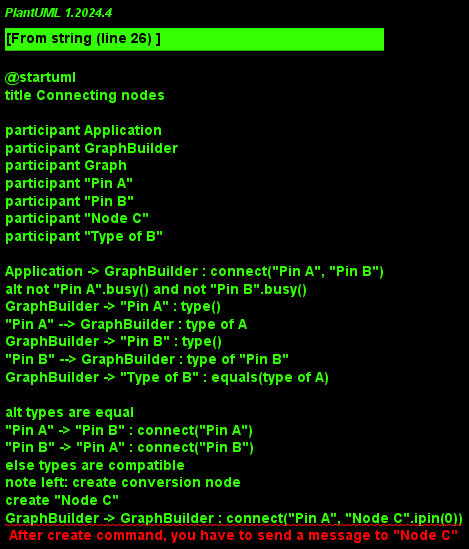 PlantUML 1.2024.4
[From string (line 26) ]
@startuml
title Connecting nodes
participant Application
participant GraphBuilder
participant Graph
participant "Pin A"
participant "Pin B"
participant "Node C"
participant "Type of B"
Application -> GraphBuilder : connect("Pin A", "Pin B")
alt not "Pin A".busy() and not "Pin B".busy()
GraphBuilder -> "Pin A" : type()
"Pin A" --> GraphBuilder : type of A
GraphBuilder -> "Pin B" : type()
"Pin B" --> GraphBuilder : type of "Pin B"
GraphBuilder -> "Type of B" : equals(type of A)
alt types are equal
"Pin A" -> "Pin B" : connect("Pin A")
"Pin B" -> "Pin A" : connect("Pin B")
else types are compatible
note left: create conversion node
create "Node C"
GraphBuilder -> GraphBuilder : connect("Pin A", "Node C".ipin(0))
After create command, you have to send a message to "Node C"